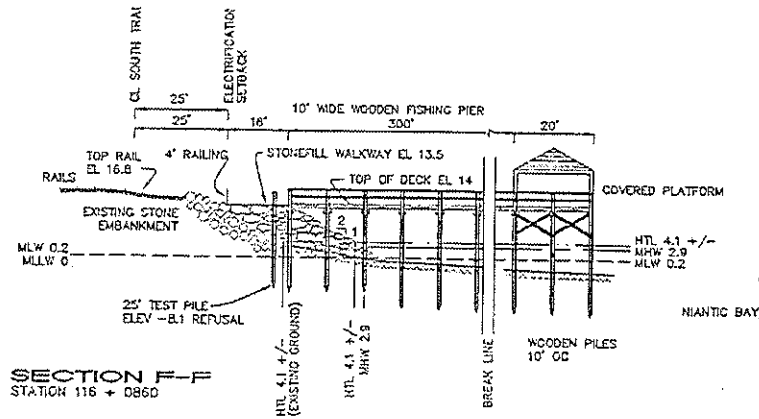 CL SOUTH TRAC
ELECTRIFICATION
SETBACK
25'
25'
16'
10" WIDE WOODEN FISHING PIER
300'
20'
TOP RAIL
EL 16.8
4' RAILING
STONEFILL WALKWAY EL 13.5
RAILS
TOP OF DECK EL 14
COVERED PLATFORM
EXISTING STONE
EMBANKMENT
2
1
MLW 0.2
MLLW 0
HTL 4.1 +/-
MHW 2.9
MLW 0.2
25' TEST PILE
ELEV -8.1 REFUSAL
NIANTIC BAY
WOODEN PILES
10' OC
HTL 4.1 +/-
(EXISTING GROUND)
HTL 4.1 +/-
MHW 2.9
BREAK LINE
SECTION F-F
STATION 116 + 0860